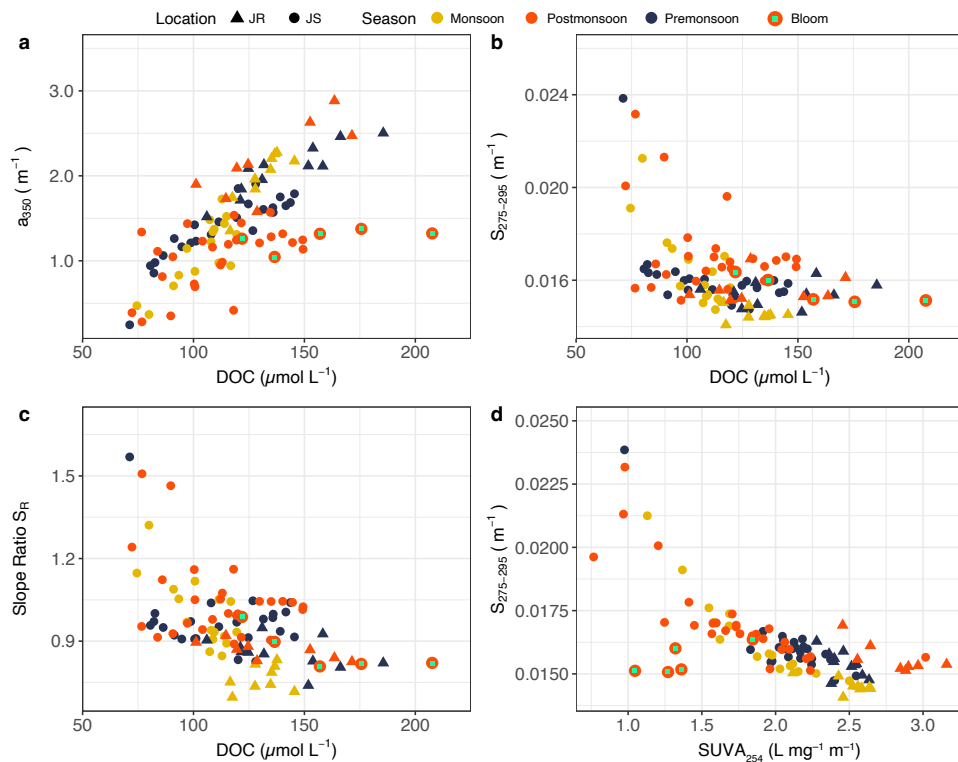 Location JR JS Season Monsoon Postmonsoon Premonsoon Bloom
a
a350 ( m⁻¹)
3.0
2.0
1.0
0.0
50 100 150 200
DOC (µmol L⁻¹)
b
S275−295 ( m⁻¹)
0.024
0.020
0.016
50 100 150 200
DOC (µmol L⁻¹)
c
Slope Ratio SR
1.5
1.2
0.9
50 100 150 200
DOC (µmol L⁻¹)
d
S275−295 ( m⁻¹)
0.0250
0.0225
0.0200
0.0175
0.0150
1.0 1.5 2.0 2.5 3.0
SUVA254 (L mg⁻¹ m⁻¹)